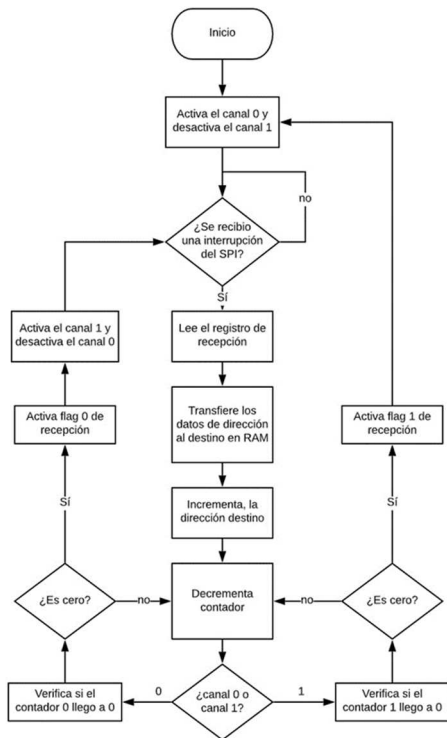 Inicio
Activa el canal 0 y
desactiva el canal 1
no
¿Se recibio
una interrupción
del SPI?
Sí
Activa el canal 1 y
desactiva el canal 0
Lee el registro de
recepción
Activa flag 0 de
recepción
Transfiere los
datos de dirección
al destino en RAM
Activa flag 1 de
recepción
Sí
Incrementa, la
dirección destino
Sí
¿Es cero?
no
Decrementa
contador
no
¿Es cero?
Verifica si el
contador 0 llego a 0
0
¿canal 0 o
canal 1?
1
Verifica si el
contador 1 llego a 0